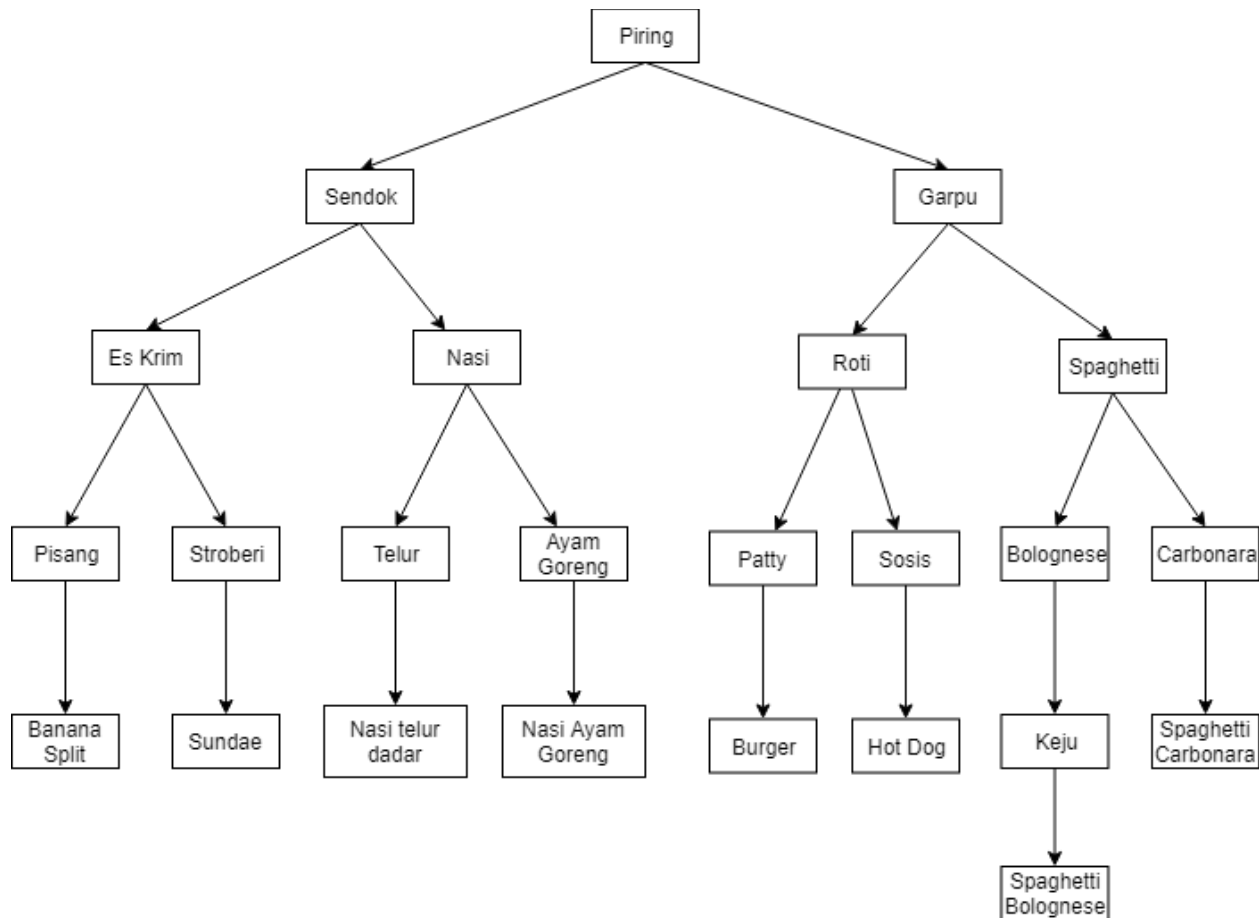 Piring
Sendok
Garpu
Es Krim
Nasi
Roti
Spaghetti
Pisang
Stroberi
Telur
Ayam
Goreng
Patty
Sosis
Bolognese
Carbonara
Banana
Split
Sundae
Nasi telur
dadar
Nasi Ayam
Goreng
Burger
Hot Dog
Keju
Spaghetti
Carbonara
Spaghetti
Bolognese